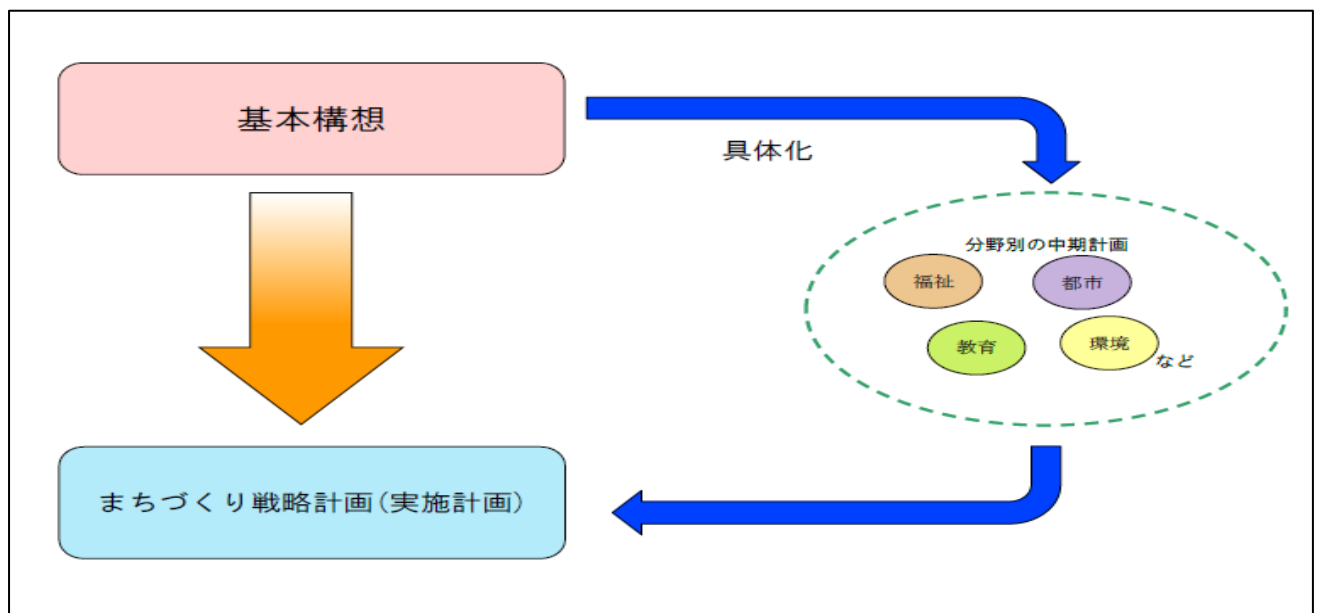 基本構想
具体化
分野別の中期計画
福祉
都市
教育
環境
など
まちづくり戦略計画(実施計画)